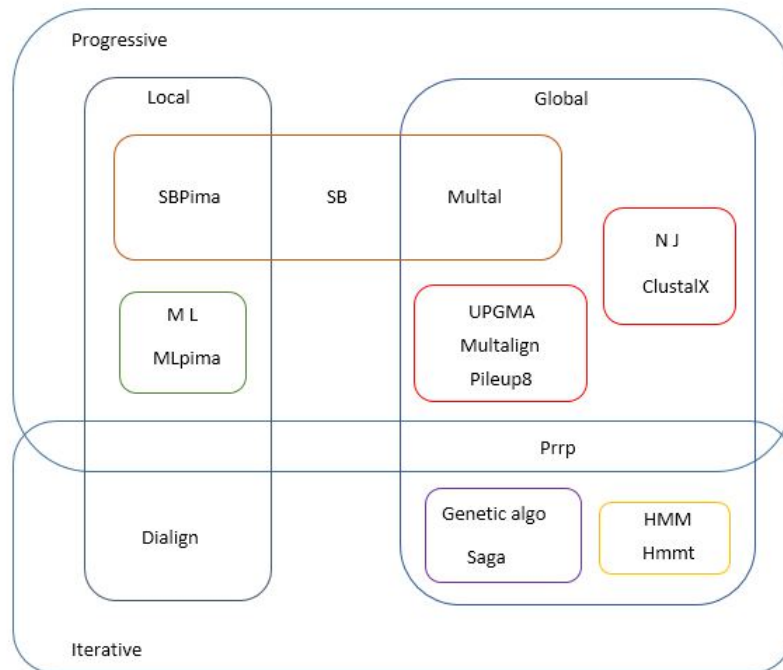 Progressive
Local
Global
SBPima
SB
Multal
N J
ClustalX
M L
MLpima
UPGMA
Multalign
Pileup8
Prrp
Dialign
Genetic algo
Saga
HMM
Hmmt
Iterative